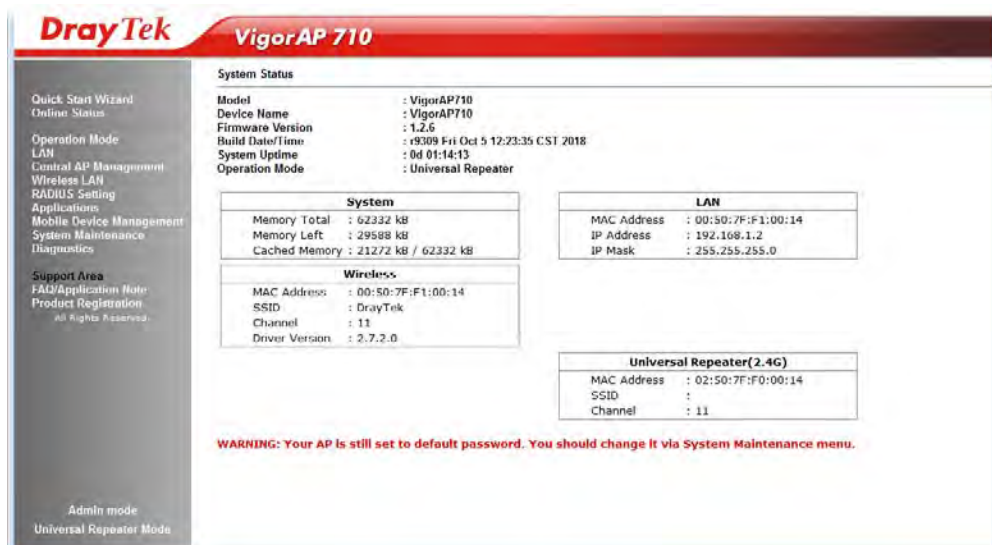 DrayTek
VigorAP 710
Quick Start Wizard
Online Status
Operation Mode
LAN
Central AP Management
Wireless LAN
RADIUS Setting
Applications
Mobile Device Management
System Maintenance
Diagnostics
Support Area
FAQ/Application Note
Product Registration
All Rights Reserved.
Admin mode
Universal Repeater Mode
System Status
Model : VigorAP710
Device Name : VigorAP710
Firmware Version : 1.2.6
Build Date/Time : r9309 Fri Oct 5 12:23:35 CST 2018
System Uptime : 0d 01:14:13
Operation Mode : Universal Repeater
System
Memory Total : 62332 kB
Memory Left : 29588 kB
Cached Memory : 21272 kB / 62332 kB
LAN
MAC Address : 00:50:7F:F1:00:14
IP Address : 192.168.1.2
IP Mask : 255.255.255.0
Wireless
MAC Address : 00:50:7F:F1:00:14
SSID : DrayTek
Channel : 11
Driver Version : 2.7.2.0
Universal Repeater(2.4G)
MAC Address : 02:50:7F:F0:00:14
SSID :
Channel : 11
WARNING: Your AP is still set to default password. You should change it via System Maintenance menu.